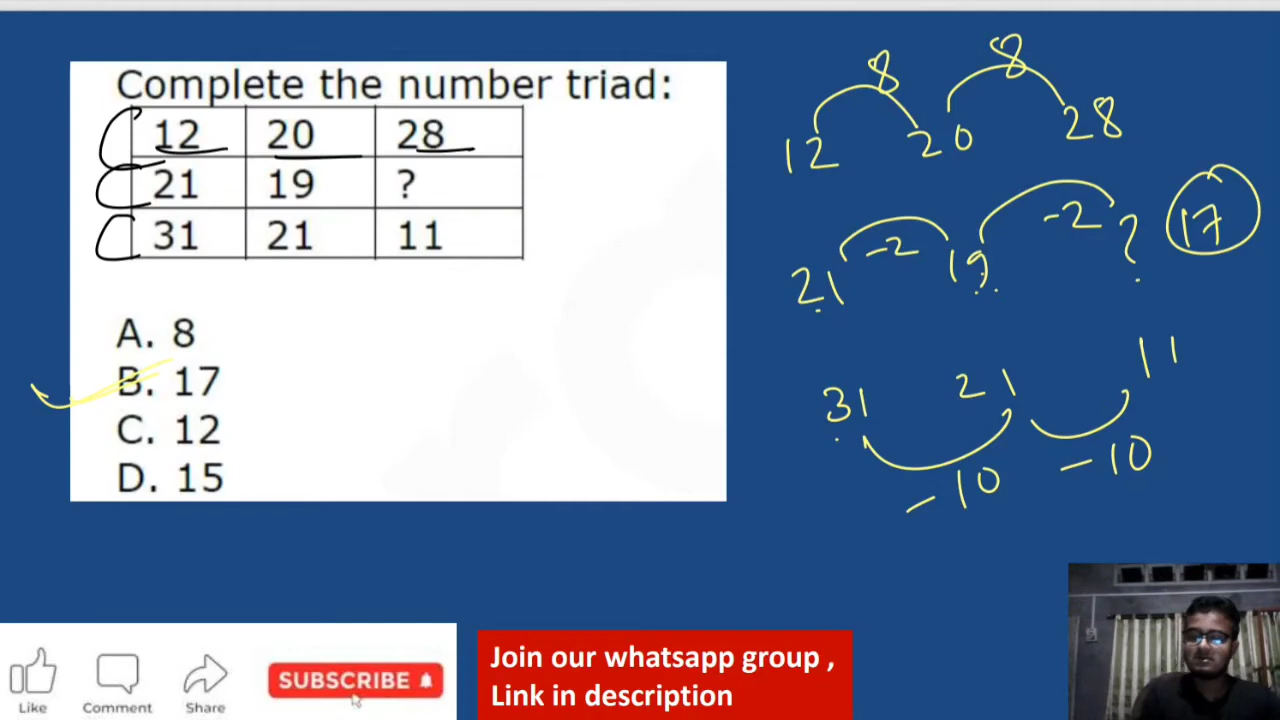 Complete the number triad:
12 20 28
21 19 ?
31 21 11
A. 8
B. 17
C. 12
D. 15
8 8
12 20 28
-2 -2
21 19 ? 17
31 21 11
-10 -10
Like Comment Share
SUBSCRIBE
Join our whatsapp group ,
Link in description